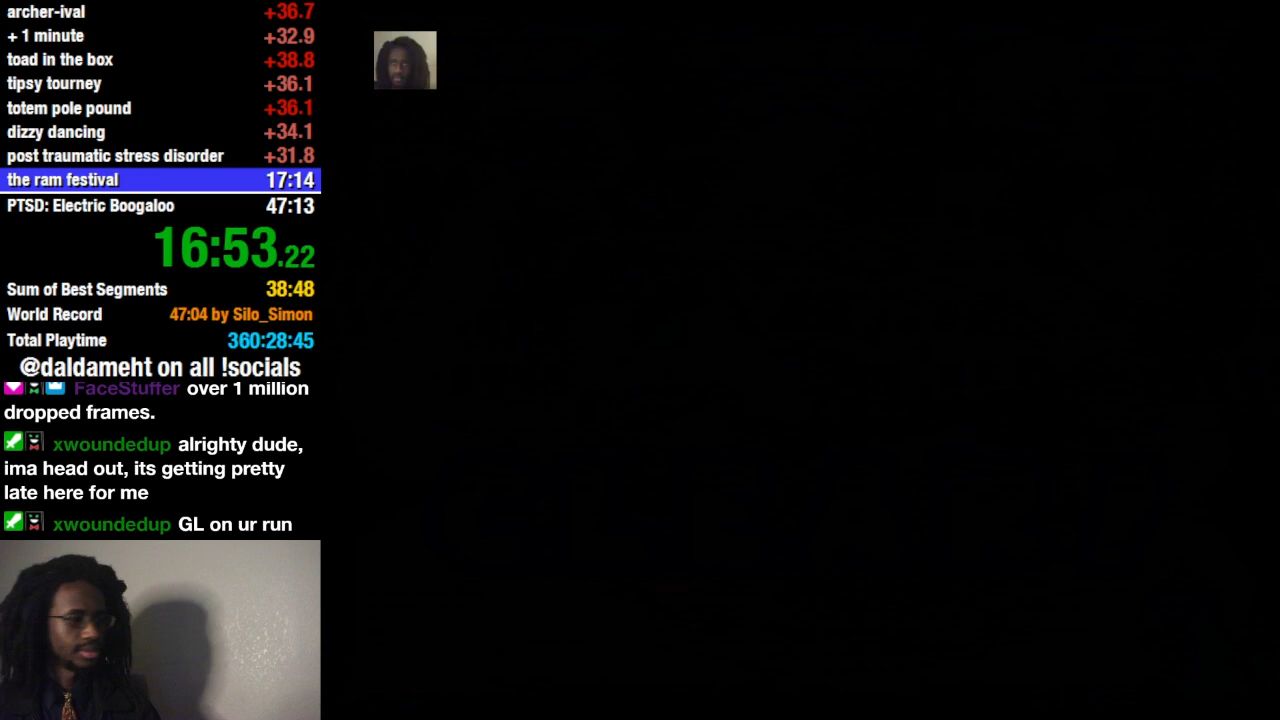 archer-ival +36.7
+ 1 minute +32.9
toad in the box +38.8
tipsy tourney +36.1
totem pole pound +36.1
dizzy dancing +34.1
post traumatic stress disorder +31.8
the ram festival 17:14
PTSD: Electric Boogaloo 47:13
16:53.22
Sum of Best Segments 38:48
World Record 47:04 by Silo_Simon
Total Playtime 360:28:45
@daldameht on all !socials
FaceStuffer over 1 million
dropped frames.
xwoundedup alrighty dude,
ima head out, its getting pretty
late here for me
xwoundedup GL on ur run